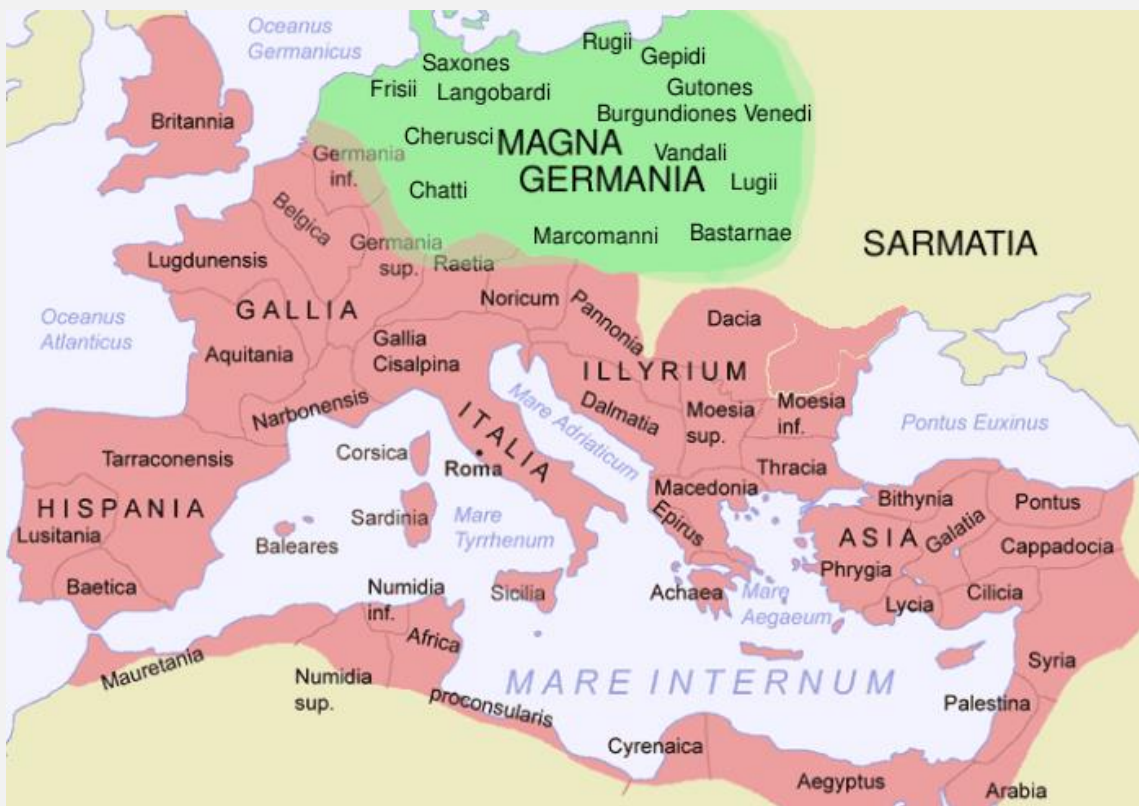 Oceanus
Germanicus
Rugii
Gepidi
Saxones
Frisii
Langobardi
Gutones
Burgundiones Venedi
Britannia
Cherusci
MAGNA
GERMANIA
Vandali
Lugii
Germania
inf.
Chatti
Belgica
Marcomanni
Bastarnae
SARMATIA
Germania
sup.
Raetia
Lugdunensis
Noricum
Pannonia
Dacia
GALLIA
Oceanus
Atlanticus
Aquitania
Gallia
Cisalpina
ILLYRIUM
Narbonensis
Mare Adriaticum
Dalmatia
Moesia
sup.
Moesia
inf.
Pontus Euxinus
ITALIA
Corsica
Roma
Tarraconensis
Thracia
Macedonia
Bithynia
Pontus
HISPANIA
Lusitania
Sardinia
Mare
Tyrrhenum
Epirus
ASIA
Galatia
Cappadocia
Baleares
Phrygia
Baetica
Numidia
inf.
Sicilia
Achaea
Mare
Aegaeum
Lycia
Cilicia
Africa
proconsularis
Mauretania
Numidia
sup.
MARE INTERNUM
Syria
Palestina
Cyrenaica
Aegyptus
Arabia